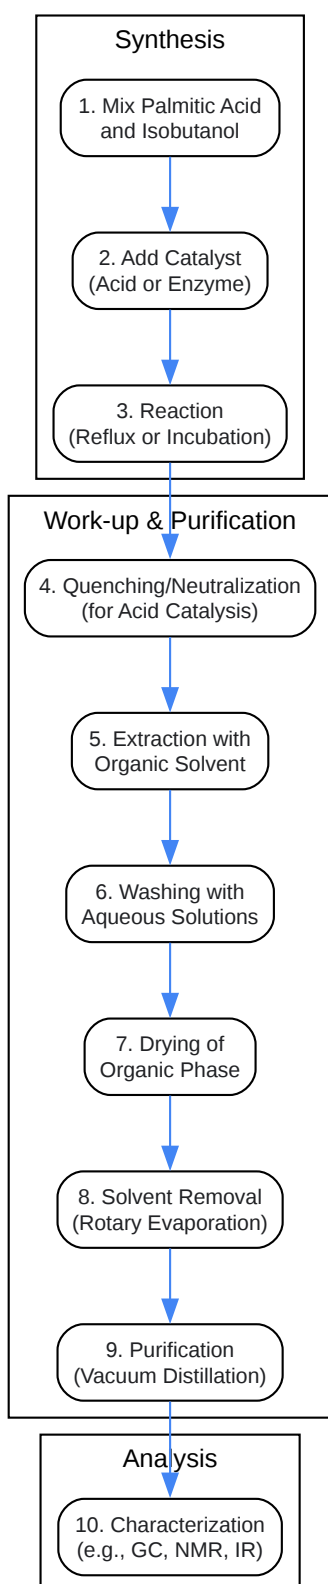 Synthesis
1. Mix Palmitic Acid
and Isobutanol
2. Add Catalyst
(Acid or Enzyme)
3. Reaction
(Reflux or Incubation)
Work-up & Purification
4. Quenching/Neutralization
(for Acid Catalysis)
5. Extraction with
Organic Solvent
6. Washing with
Aqueous Solutions
7. Drying of
Organic Phase
8. Solvent Removal
(Rotary Evaporation)
9. Purification
(Vacuum Distillation)
Analysis
10. Characterization
(e.g., GC, NMR, IR)